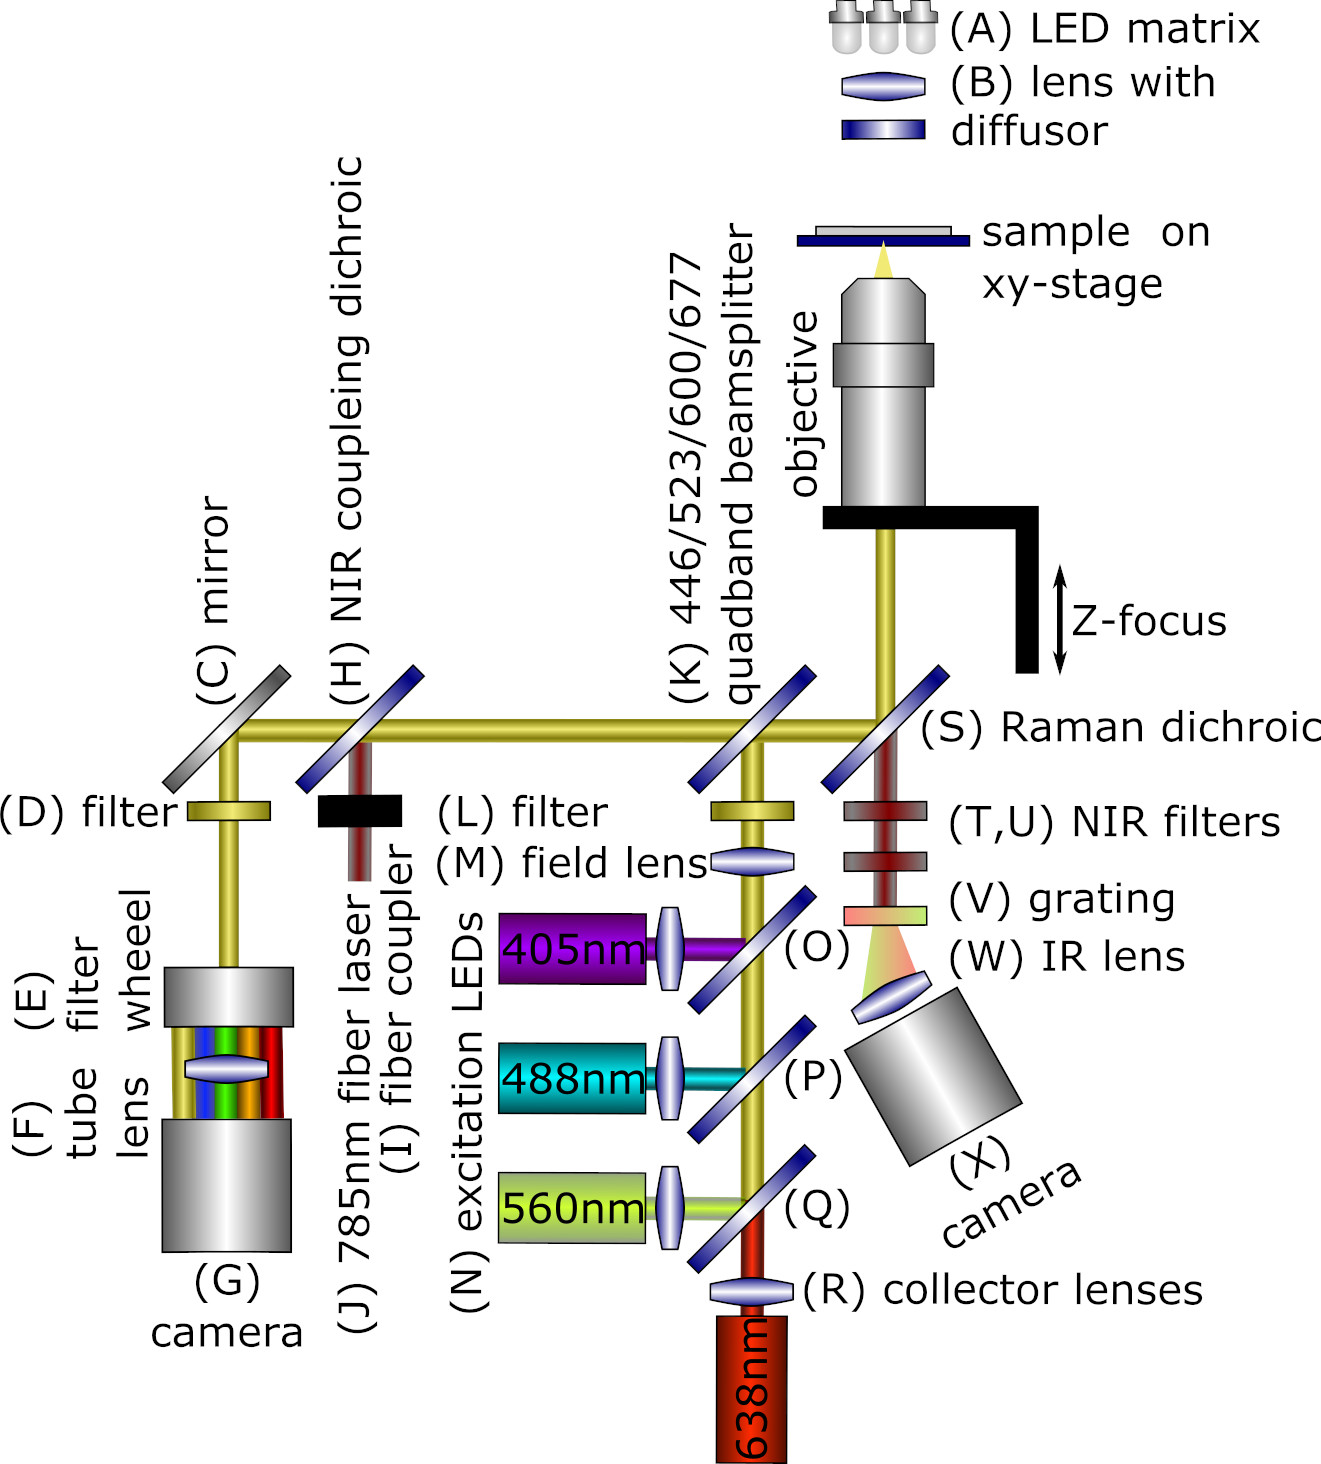 (A) LED matrix
(B) lens with
diffusor
sample on
xy-stage
objective
Z-focus
(C) mirror
(H) NIR coupleing dichroic
(K) 446/523/600/677
quadband beamsplitter
(S) Raman dichroic
(D) filter
(L) filter
(M) field lens
(T,U) NIR filters
(V) grating
(W) IR lens
(X)
camera
(E)
filter
wheeel
(F)
tube
lens
(G)
camera
(J) 785nm fiber laser
(I) fiber coupler
(N) excitation LEDs
405nm
(O)
488nm
(P)
560nm
(Q)
(R) collector lenses
638nm